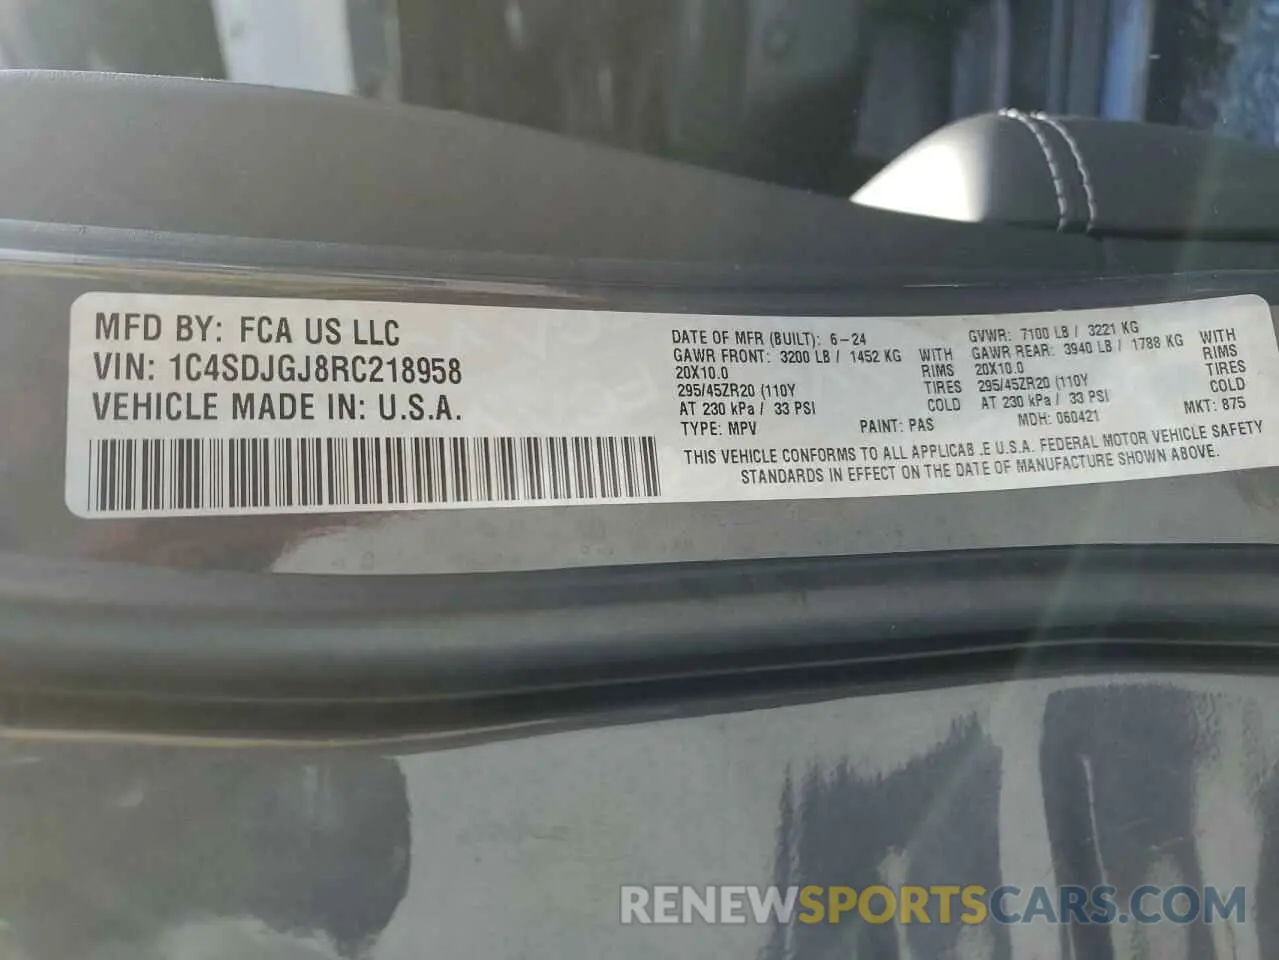 MFD BY: FCA US LLC
VIN: 1C4SDJGJ8RC218958
VEHICLE MADE IN: U.S.A.
DATE OF MFR (BUILT): 6-24 GVWR: 7100 LB / 3221 KG
GAWR FRONT: 3200 LB / 1452 KG WITH GAWR REAR: 3940 LB / 1788 KG WITH
20X10.0 RIMS 20X10.0 RIMS
295/45ZR20 (110Y TIRES 295/45ZR20 (110Y TIRES
AT 230 kPa / 33 PSI COLD AT 230 kPa / 33 PSI COLD
TYPE: MPV PAINT: PAS MDH: 060421 MKT: 875
THIS VEHICLE CONFORMS TO ALL APPLICAB .E U.S.A. FEDERAL MOTOR VEHICLE SAFETY
STANDARDS IN EFFECT ON THE DATE OF MANUFACTURE SHOWN ABOVE.
RENEWSPORTSCARS.COM